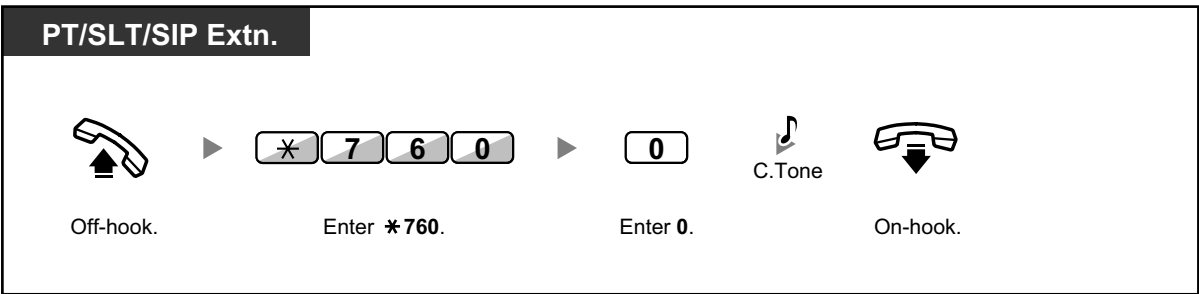 PT/SLT/SIP Extn.
* 7 6 0 0
C.Tone
Off-hook. Enter *760. Enter 0. On-hook.